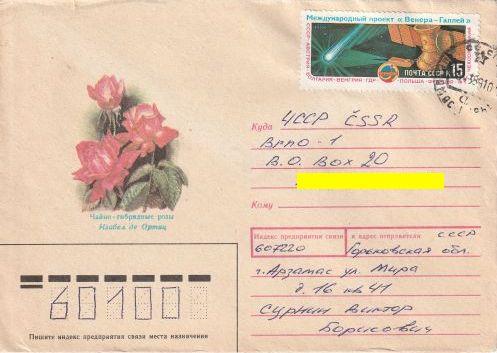 Международный проект «Венера-Галлей»
ПОЧТА СССР К 15
Куда ЧССР ČSSR
Brno-1
B.O. Box 20
Кому
Чайно-гибридные розы
Изабел де Ортиц
Индекс предприятия связи и адрес отправителя СССР
607220 Горьковская обл.
г. Арзамас ул. Мира
д. 16 кв 41
Сурнин Виктор
Борисович
60100
Пишите индекс предприятия связи места назначения